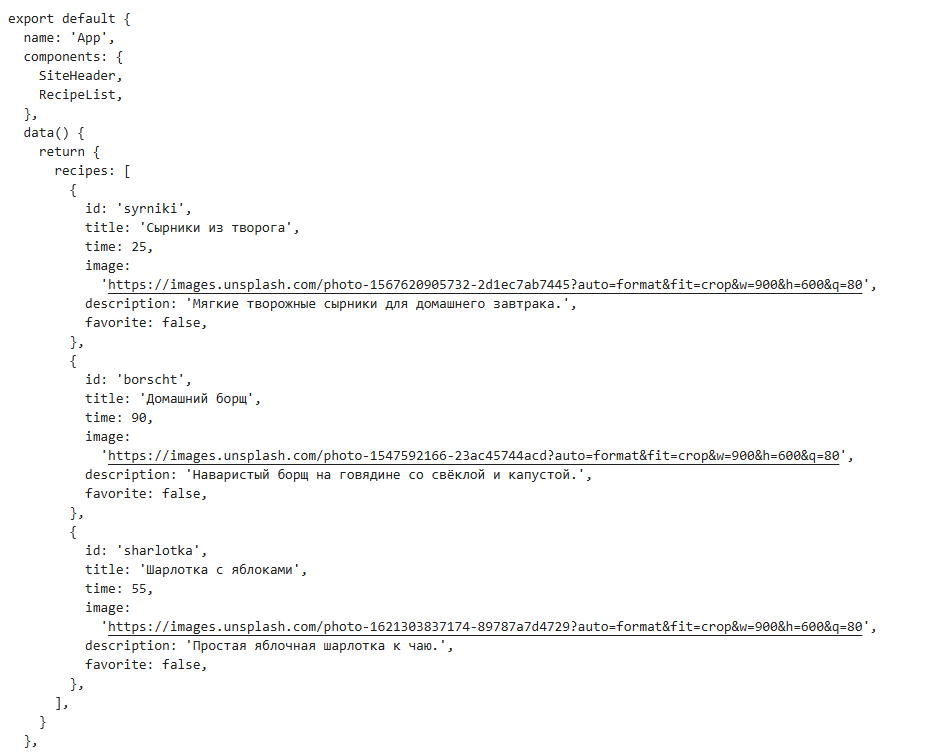 export default {
  name: 'App',
  components: {
    SiteHeader,
    RecipeList,
  },
  data() {
    return {
      recipes: [
        {
          id: 'syrniki',
          title: 'Сырники из творога',
          time: 25,
          image:
            'https://images.unsplash.com/photo-1567620905732-2d1ec7ab7445?auto=format&fit=crop&w=900&h=600&q=80',
          description: 'Мягкие творожные сырники для домашнего завтрака.',
          favorite: false,
        },
        {
          id: 'borscht',
          title: 'Домашний борщ',
          time: 90,
          image:
            'https://images.unsplash.com/photo-1547592166-23ac45744acd?auto=format&fit=crop&w=900&h=600&q=80',
          description: 'Наваристый борщ на говядине со свёклой и капустой.',
          favorite: false,
        },
        {
          id: 'sharlotka',
          title: 'Шарлотка с яблоками',
          time: 55,
          image:
            'https://images.unsplash.com/photo-1621303837174-89787a7d4729?auto=format&fit=crop&w=900&h=600&q=80',
          description: 'Простая яблочная шарлотка к чаю.',
          favorite: false,
        },
      ],
    }
  },